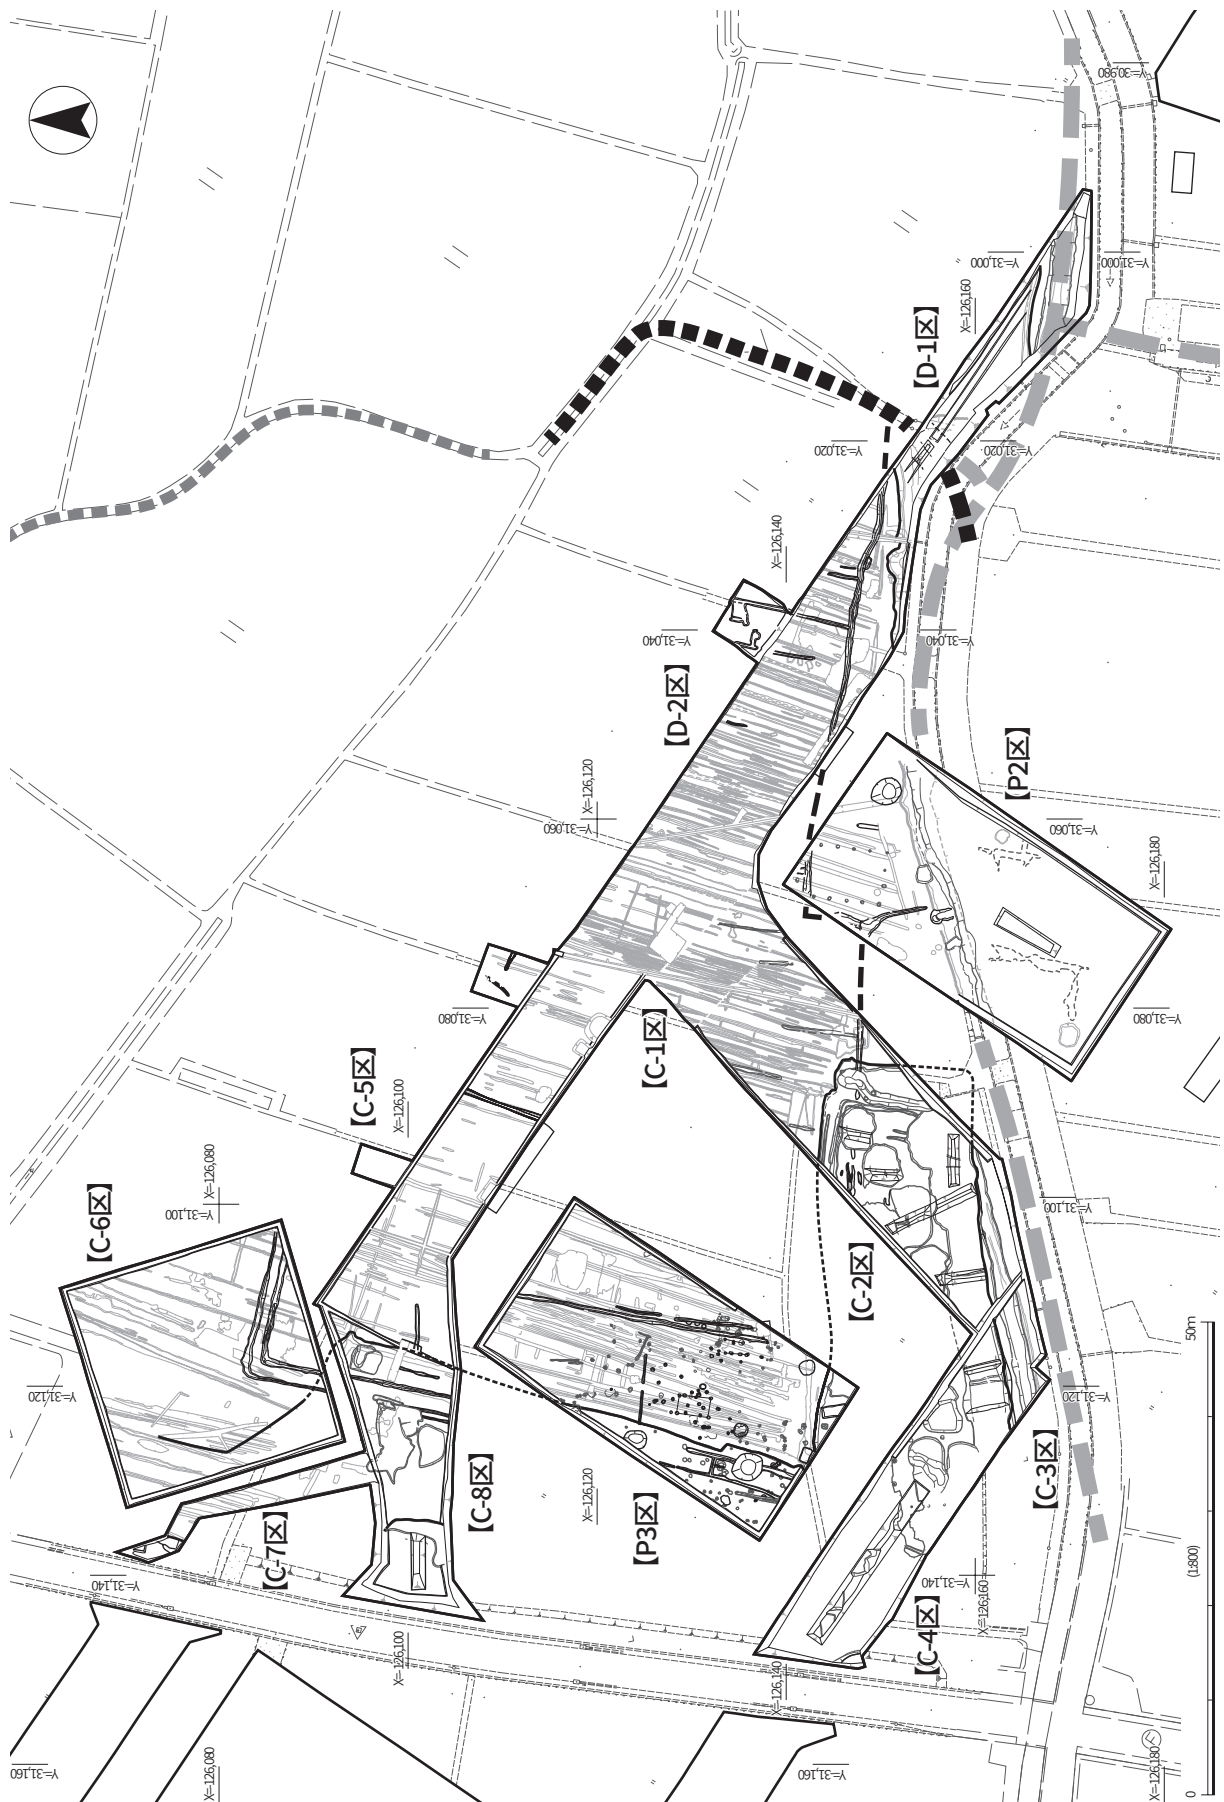 Y=-30,980
Y=-31,000
Y=-31,000
X=-126,160
【D-1区】
Y=-31,020
Y=-31,020
X=-126,140
Y=-31,040
Y=-31,040
【D-2区】
X=-126,120
Y=-31,060
【P2区】
Y=-31,060
X=-126,180
Y=-31,080
Y=-31,080
【C-1区】
【C-5区】
X=-126,100
X=-126,080
Y=-31,100
Y=-31,100
【C-6区】
【C-2区】
Y=-31,120
Y=-31,120
【C-8区】
【P3区】
X=-126,120
【C-3区】
【C-7区】
Y=-31,140
Y=-31,140
X=-126,160
【C-4区】
X=-126,100
X=-126,140
Y=-31,160
Y=-31,160
X=-126,080
X=-126,180
0
(1:800)
50m